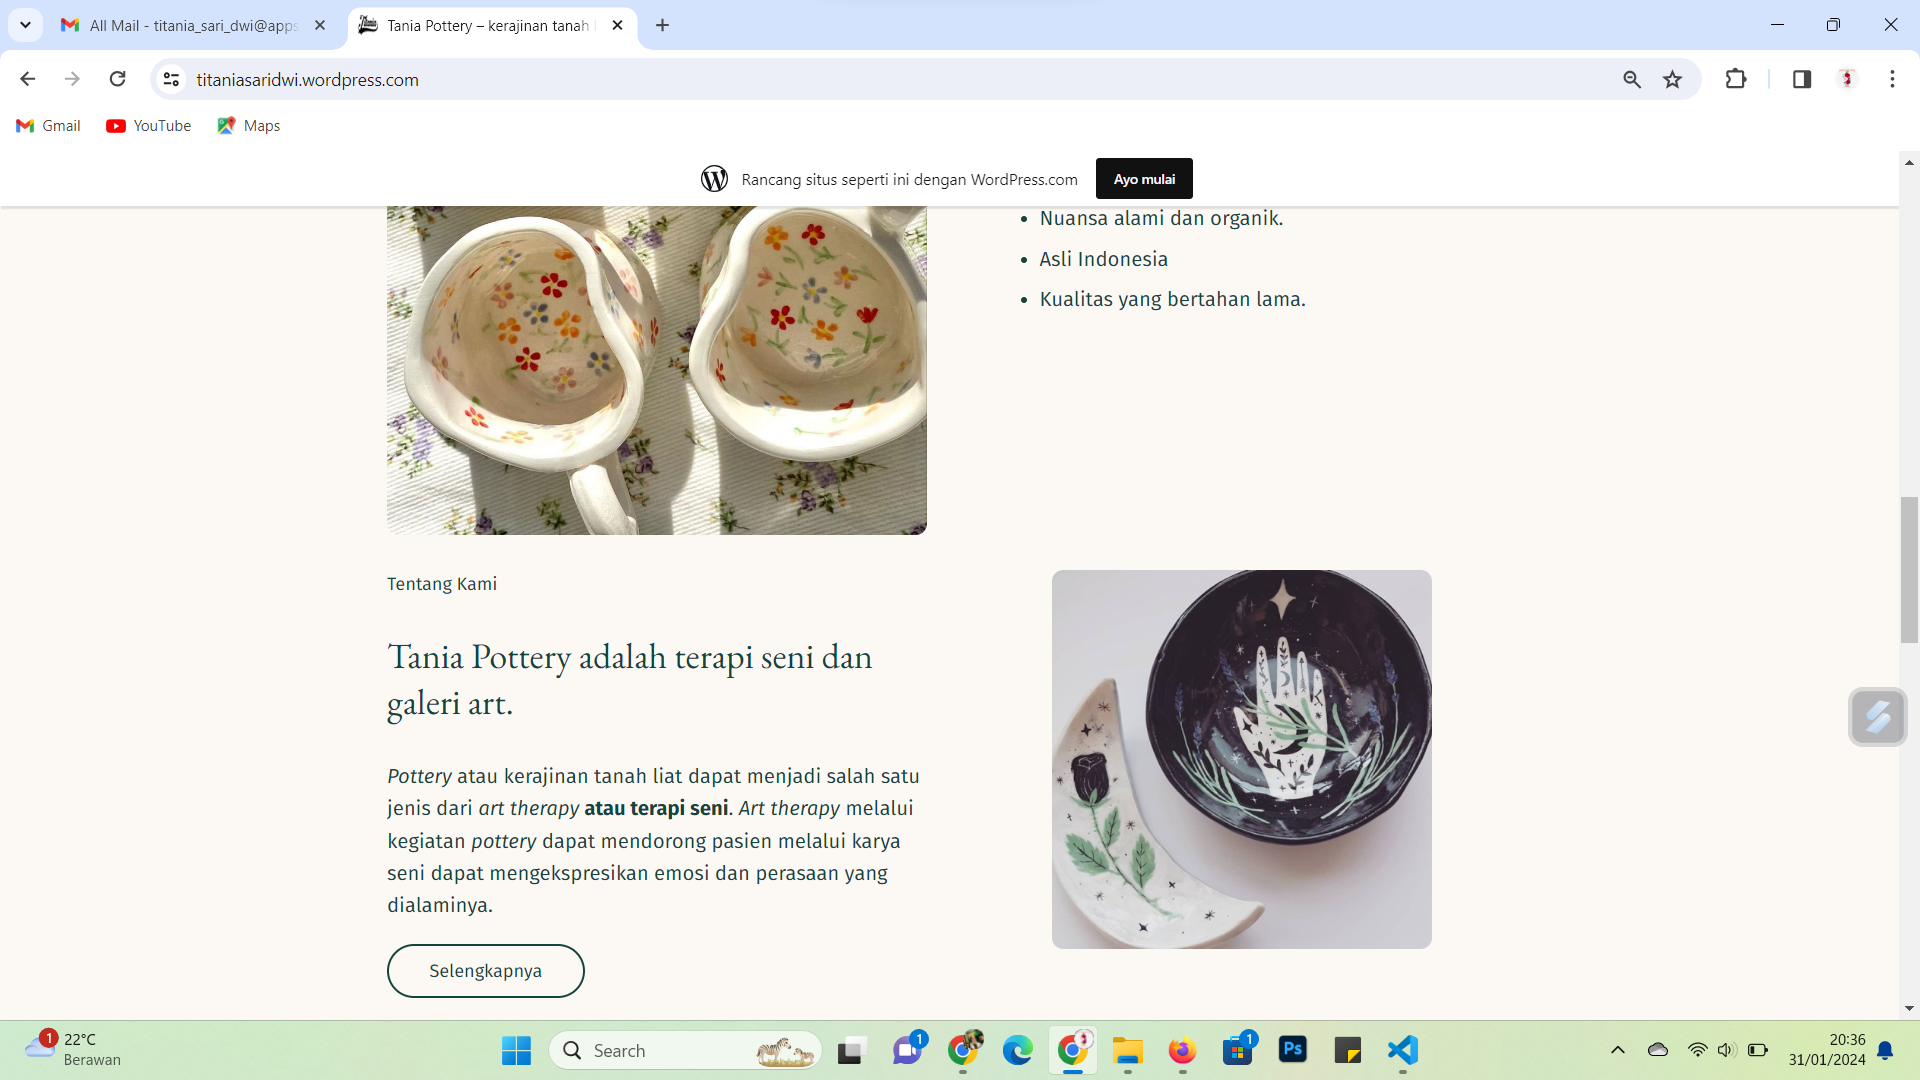 All Mail - titania_sari_dwi@apps
Tania Pottery – kerajinan tanah
titaniasaridwi.wordpress.com
Gmail
YouTube
Maps
Rancang situs seperti ini dengan WordPress.com
Ayo mulai
Nuansa alami dan organik.
Asli Indonesia
Kualitas yang bertahan lama.
Tentang Kami
Tania Pottery adalah terapi seni dan
galeri art.
Pottery atau kerajinan tanah liat dapat menjadi salah satu
jenis dari art therapy atau terapi seni. Art therapy melalui
kegiatan pottery dapat mendorong pasien melalui karya
seni dapat mengekspresikan emosi dan perasaan yang
dialaminya.
Selengkapnya
1
22°C
Berawan
Search
1
1
Ps
20:36
31/01/2024